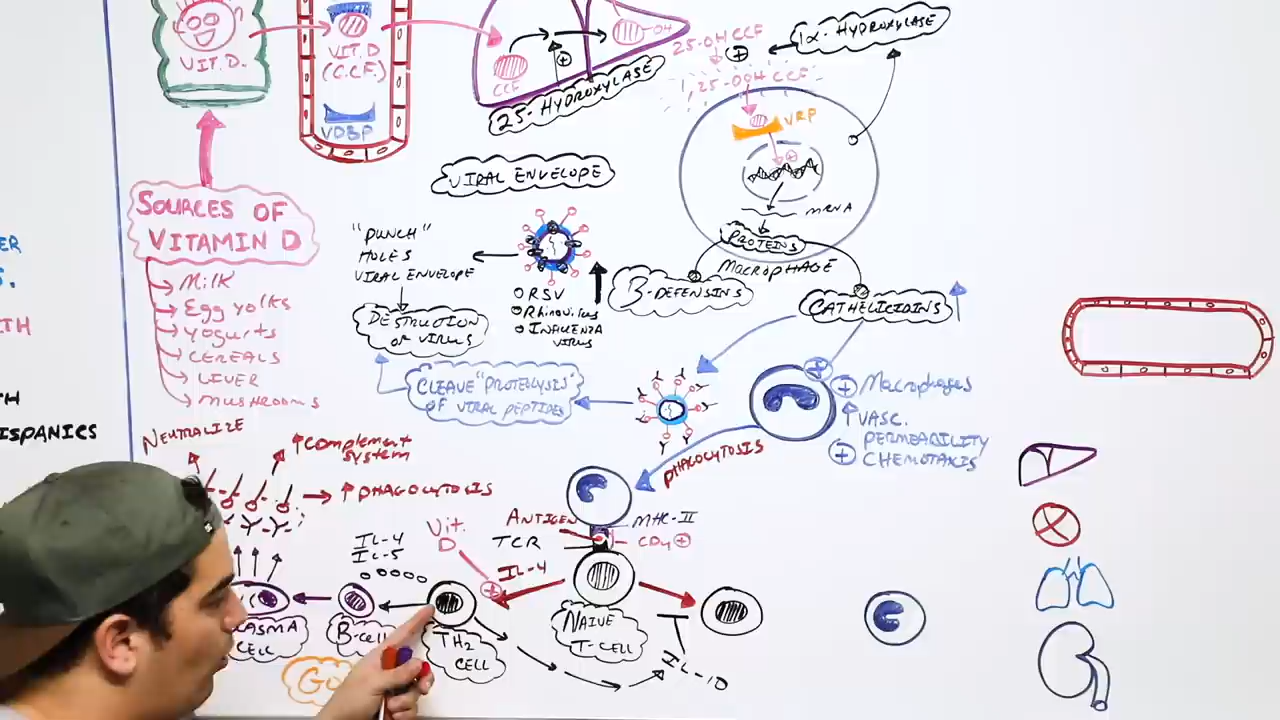 VIT. D.
VIT. D
(C.C.F.)
VDBP
CCF
-OH
25-HYDROXYLASE
25-OH CCF
1α-HYDROXYLASE
1,25-OOH CCF
VRP
mRNA
PROTEINS
MACROPHAGE
B-DEFENSINS
CATHELICIDINS
VIRAL ENVELOPE
"PUNCH"
HOLES
VIRAL ENVELOPE
DESTRUCTION
OF VIRUS
RSV
Rhinovirus
INFLUENZA
VIRUS
CLEAVE "PROTEOLYSIS"
OF VIRAL PEPTIDES
SOURCES OF
VITAMIN D
Milk
Egg yolks
Yogurts
CEREALS
LIVER
MUSHROOMS
ISPANICS
NEUTRALIZE
↑Complement
system
→ ↑PHAGOCYTOSIS
⊕ Macrophages
↑VASC.
PERMEABILITY
⊕ CHEMOTAXIS
PHAGOCYTOSIS
ANTIGEN
MHC-II
TCR
CD4 ⊕
IL-4
IL-5
Vit.
D
IL-4
NAIVE
T-CELL
TH2
CELL
B-CELL
PLASMA
CELL
IL-10